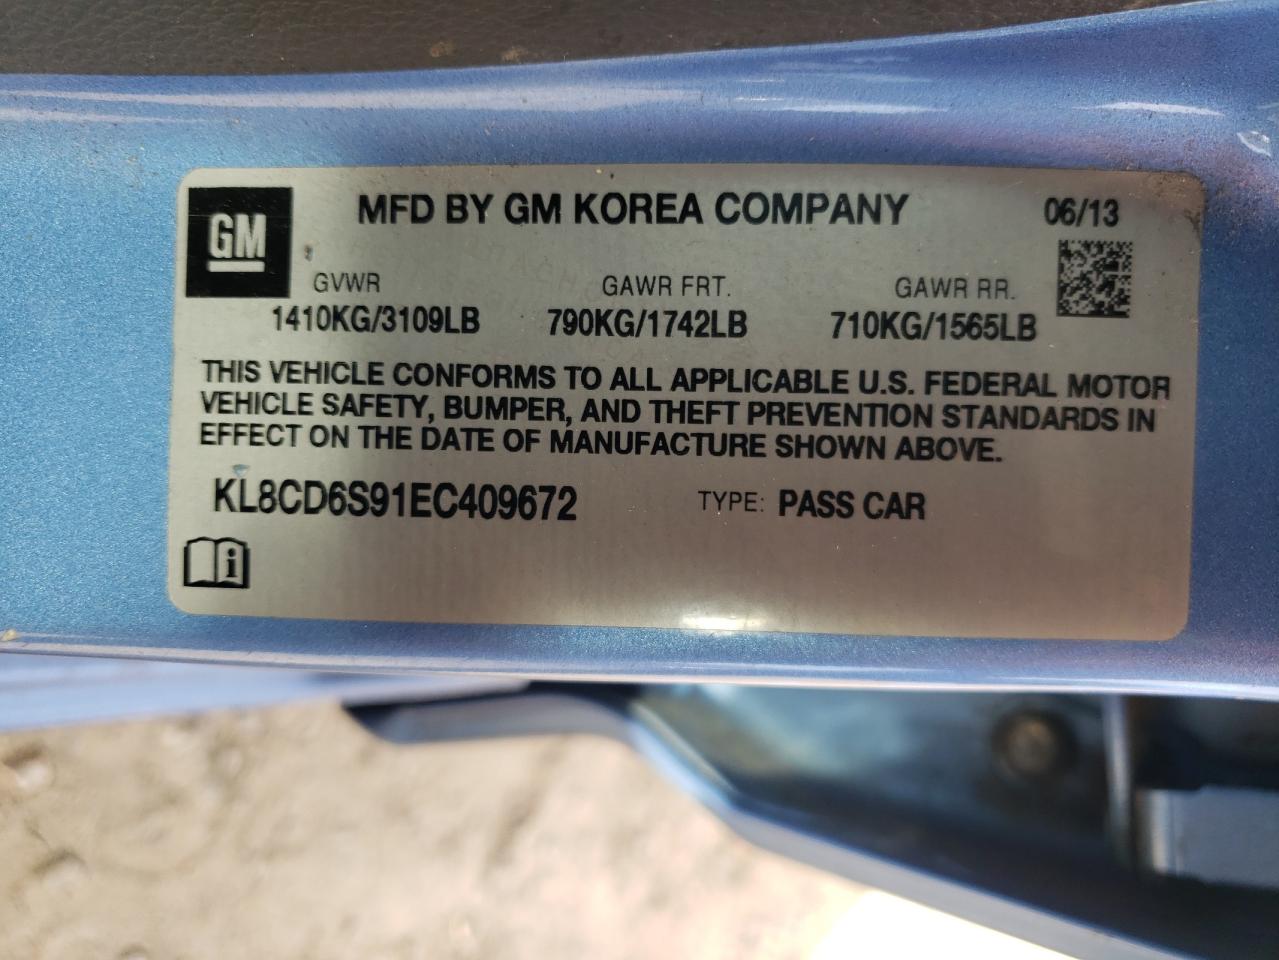 GM
MFD BY GM KOREA COMPANY 06/13
GVWR GAWR FRT. GAWR RR.
1410KG/3109LB 790KG/1742LB 710KG/1565LB
THIS VEHICLE CONFORMS TO ALL APPLICABLE U.S. FEDERAL MOTOR
VEHICLE SAFETY, BUMPER, AND THEFT PREVENTION STANDARDS IN
EFFECT ON THE DATE OF MANUFACTURE SHOWN ABOVE.
KL8CD6S91EC409672 TYPE: PASS CAR
i